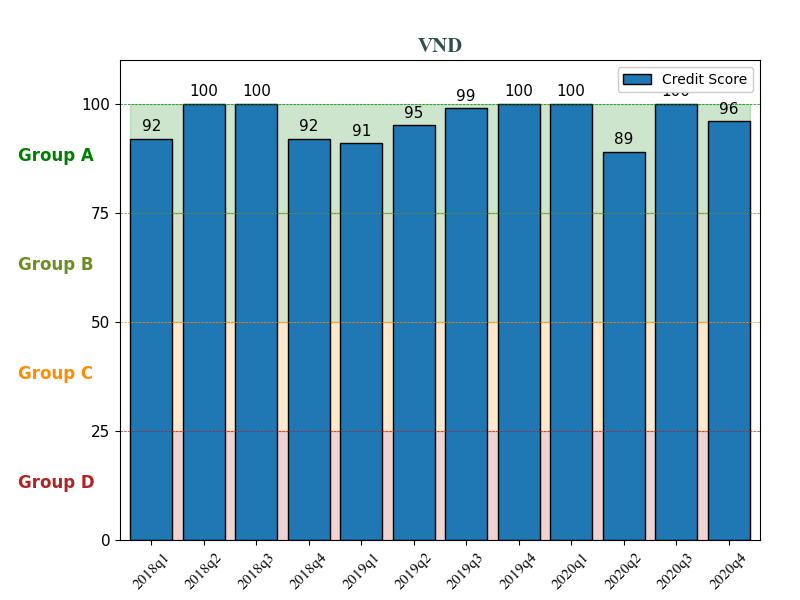 VND
Credit Score
100
75
50
25
0
Group A
Group B
Group C
Group D
92
100
100
92
91
95
99
100
100
89
100
96
2018q1
2018q2
2018q3
2018q4
2019q1
2019q2
2019q3
2019q4
2020q1
2020q2
2020q3
2020q4